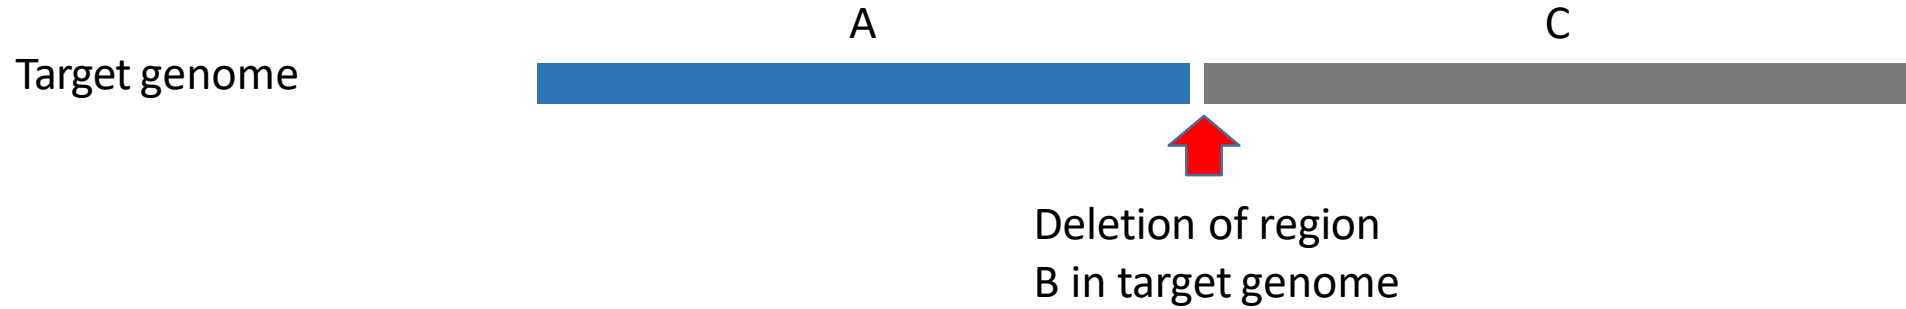 A
C
Target genome
Deletion of region
B in target genome